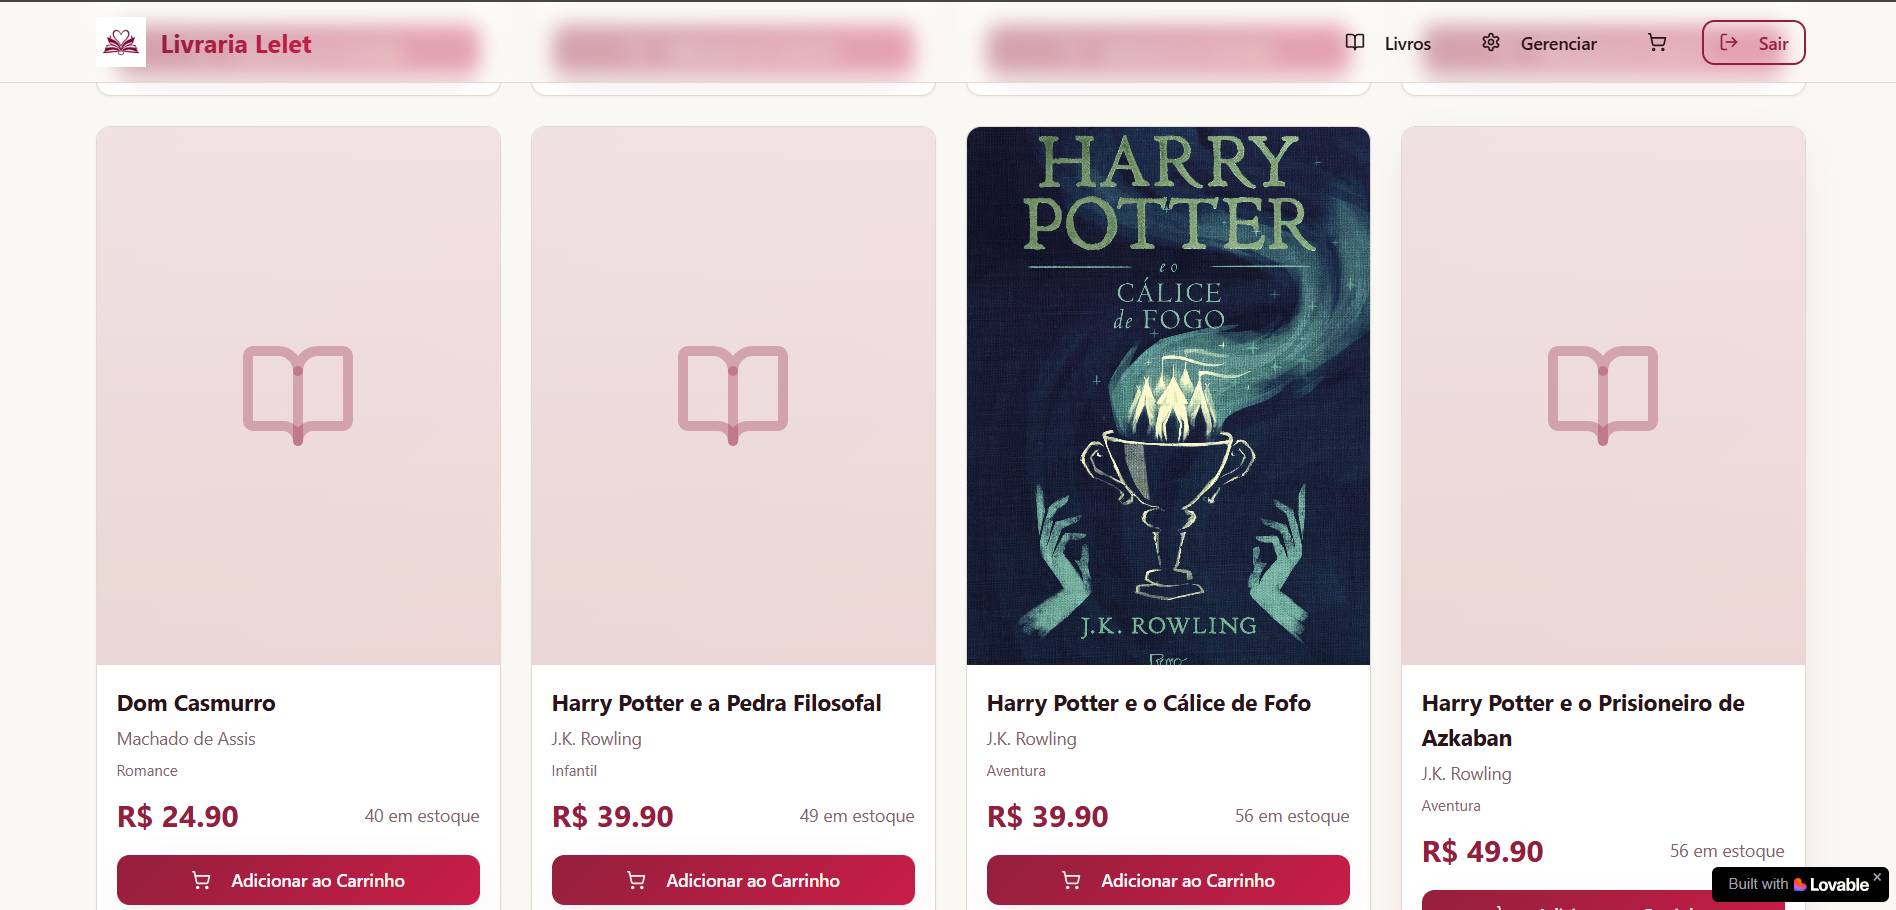 Livraria Lelet
Livros
Gerenciar
Sair
HARRY
POTTER
e o
CÁLICE
de FOGO
J.K. ROWLING
Dom Casmurro
Machado de Assis
Romance
R$ 24.90
40 em estoque
Adicionar ao Carrinho
Harry Potter e a Pedra Filosofal
J.K. Rowling
Infantil
R$ 39.90
49 em estoque
Adicionar ao Carrinho
Harry Potter e o Cálice de Fofo
J.K. Rowling
Aventura
R$ 39.90
56 em estoque
Adicionar ao Carrinho
Harry Potter e o Prisioneiro de
Azkaban
J.K. Rowling
Aventura
R$ 49.90
56 em estoque
Built with Lovable